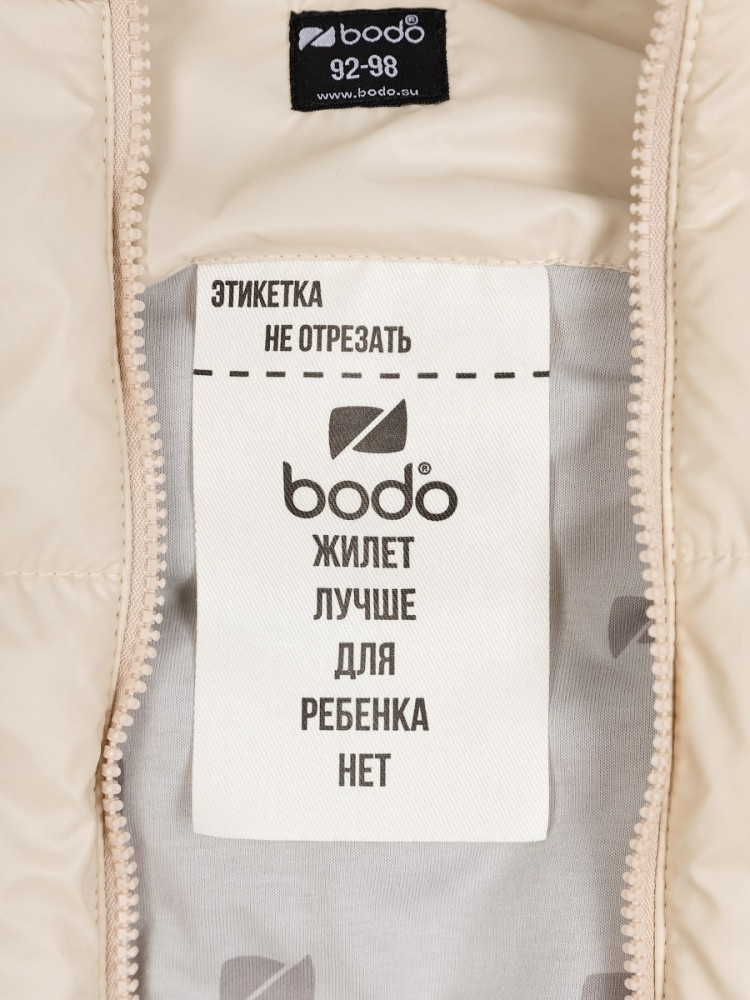 bodo®
92-98
www.bodo.su
ЭТИКЕТКА
НЕ ОТРЕЗАТЬ
bodo®
ЖИЛЕТ
ЛУЧШЕ
ДЛЯ
РЕБЕНКА
НЕТ